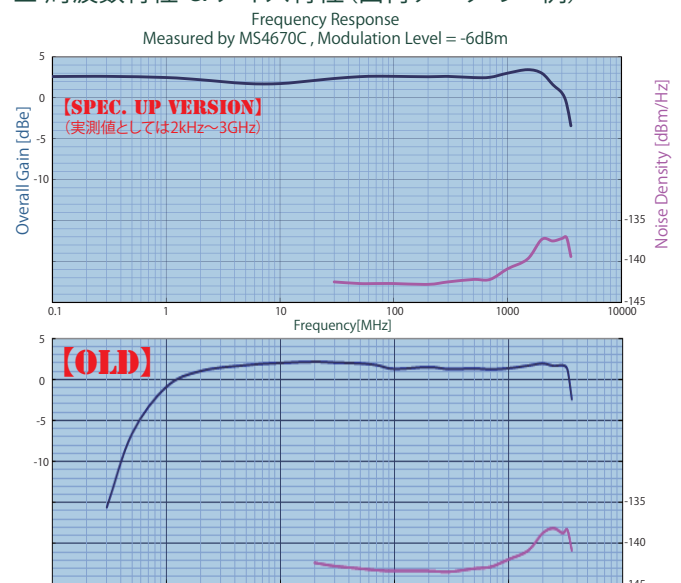 Frequency Response
Measured by MS4670C , Modulation Level = -6dBm
【SPEC. UP VERSION】
（実測値としては2kHz～3GHz）
Overall Gain [dBe]
Noise Density [dBm/Hz]
5
0
-5
-10
-135
-140
-145
0.1
1
10
100
1000
10000
Frequency[MHz]
【OLD】
5
0
-5
-10
-135
-140